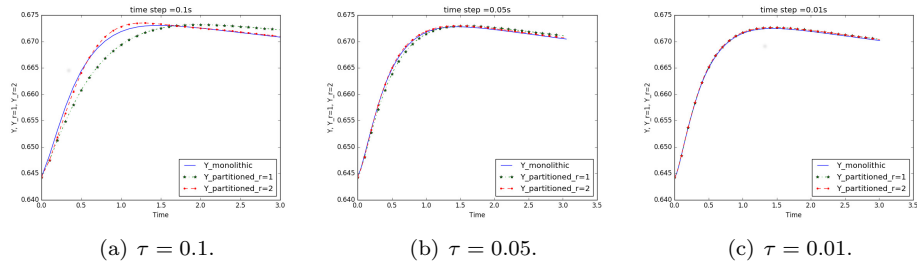 time step =0.1s
0.675
0.670
0.665
0.660
0.655
0.650
0.645
0.640
Y, Y_r=1, Y_r=2
0.0 0.5 1.0 1.5 2.0 2.5 3.0
Time
Y_monolithic
Y_partitioned_r=1
Y_partitioned_r=2
(a) τ = 0.1.
time step =0.05s
0.675
0.670
0.665
0.660
0.655
0.650
0.645
0.640
Y, Y_r=1, Y_r=2
0.0 0.5 1.0 1.5 2.0 2.5 3.0 3.5
Time
Y_monolithic
Y_partitioned_r=1
Y_partitioned_r=2
(b) τ = 0.05.
time step =0.01s
0.675
0.670
0.665
0.660
0.655
0.650
0.645
0.640
Y, Y_r=1, Y_r=2
0.0 0.5 1.0 1.5 2.0 2.5 3.0 3.5
Time
Y_monolithic
Y_partitioned_r=1
Y_partitioned_r=2
(c) τ = 0.01.